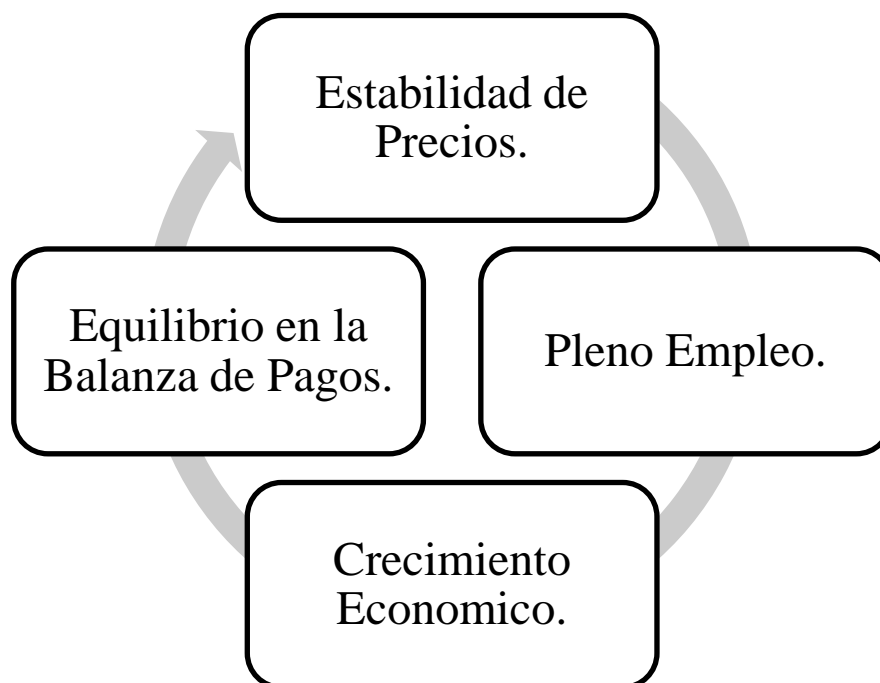 Estabilidad de
Precios.
Pleno Empleo.
Crecimiento
Economico.
Equilibrio en la
Balanza de Pagos.